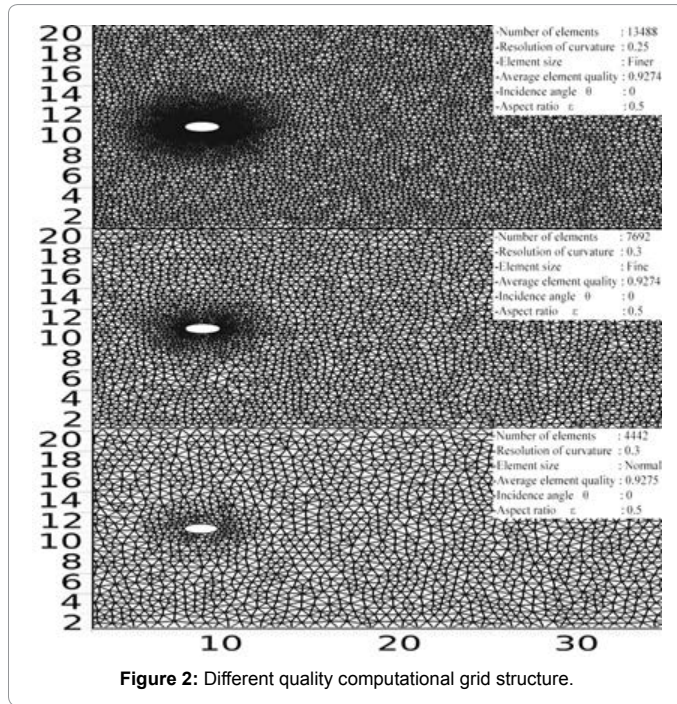 20
18
16
14
12
10
8
6
4
2
-Number of elements : 13488
-Resolution of curvature : 0.25
-Element size : Finer
-Average element quality : 0.9274
-Incidence angle θ : 0
-Aspect ratio ε : 0.5
20
18
16
14
12
10
8
6
4
2
-Number of elements : 7692
-Resolution of curvature : 0.3
-Element size : Fine
-Average element quality : 0.9274
-Incidence angle θ : 0
-Aspect ratio ε : 0.5
20
18
16
14
12
10
8
6
4
2
-Number of elements : 4442
-Resolution of curvature : 0.3
-Element size : Normal
-Average element quality : 0.9275
-Incidence angle θ : 0
-Aspect ratio ε : 0.5
10 20 30
Figure 2: Different quality computational grid structure.